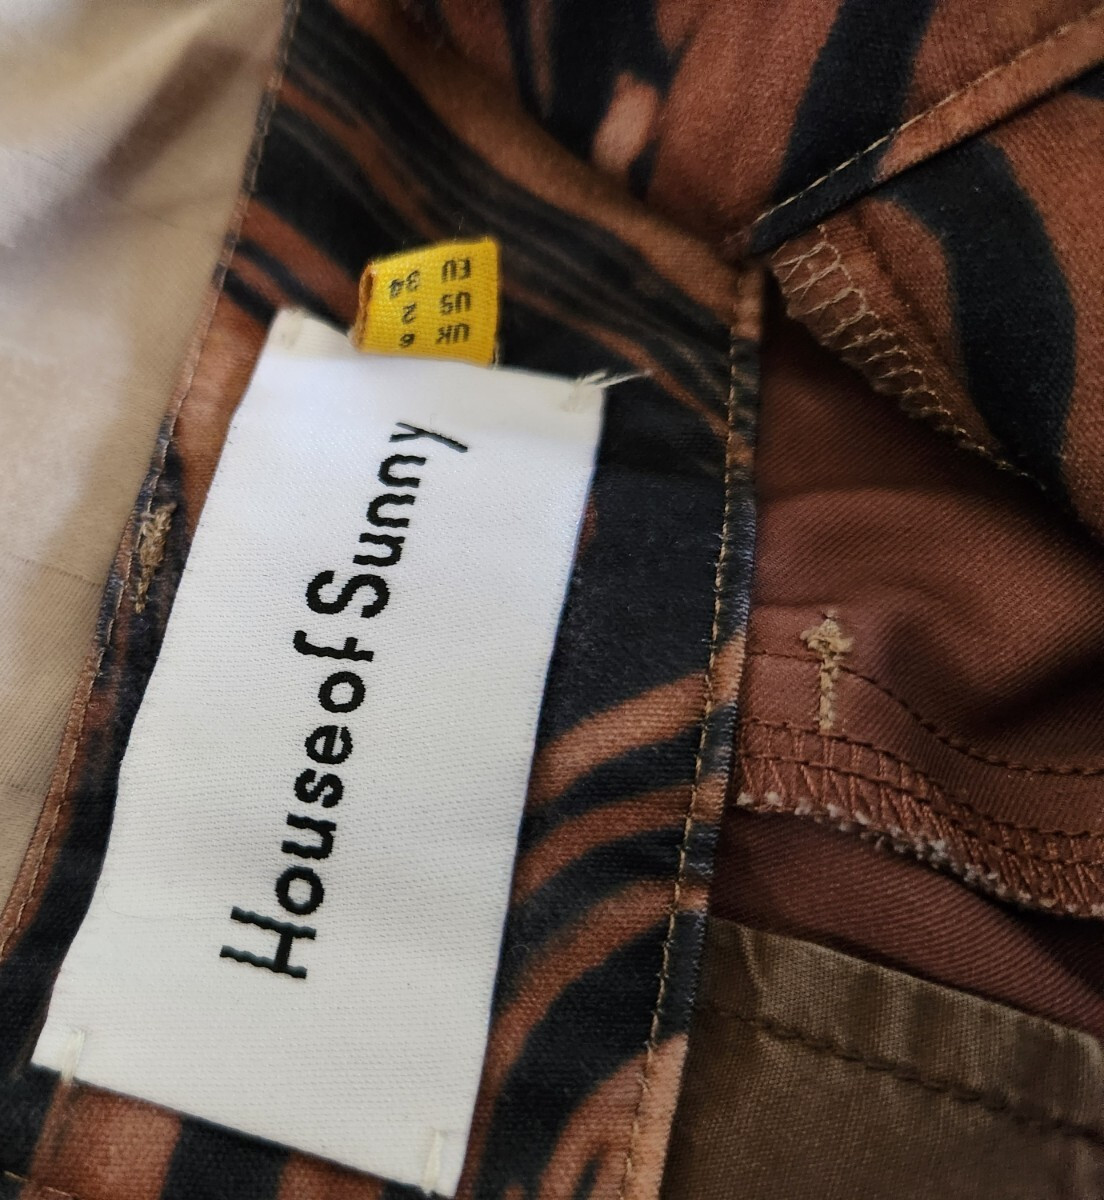 House of Sunny
UK US EU
6 2 34